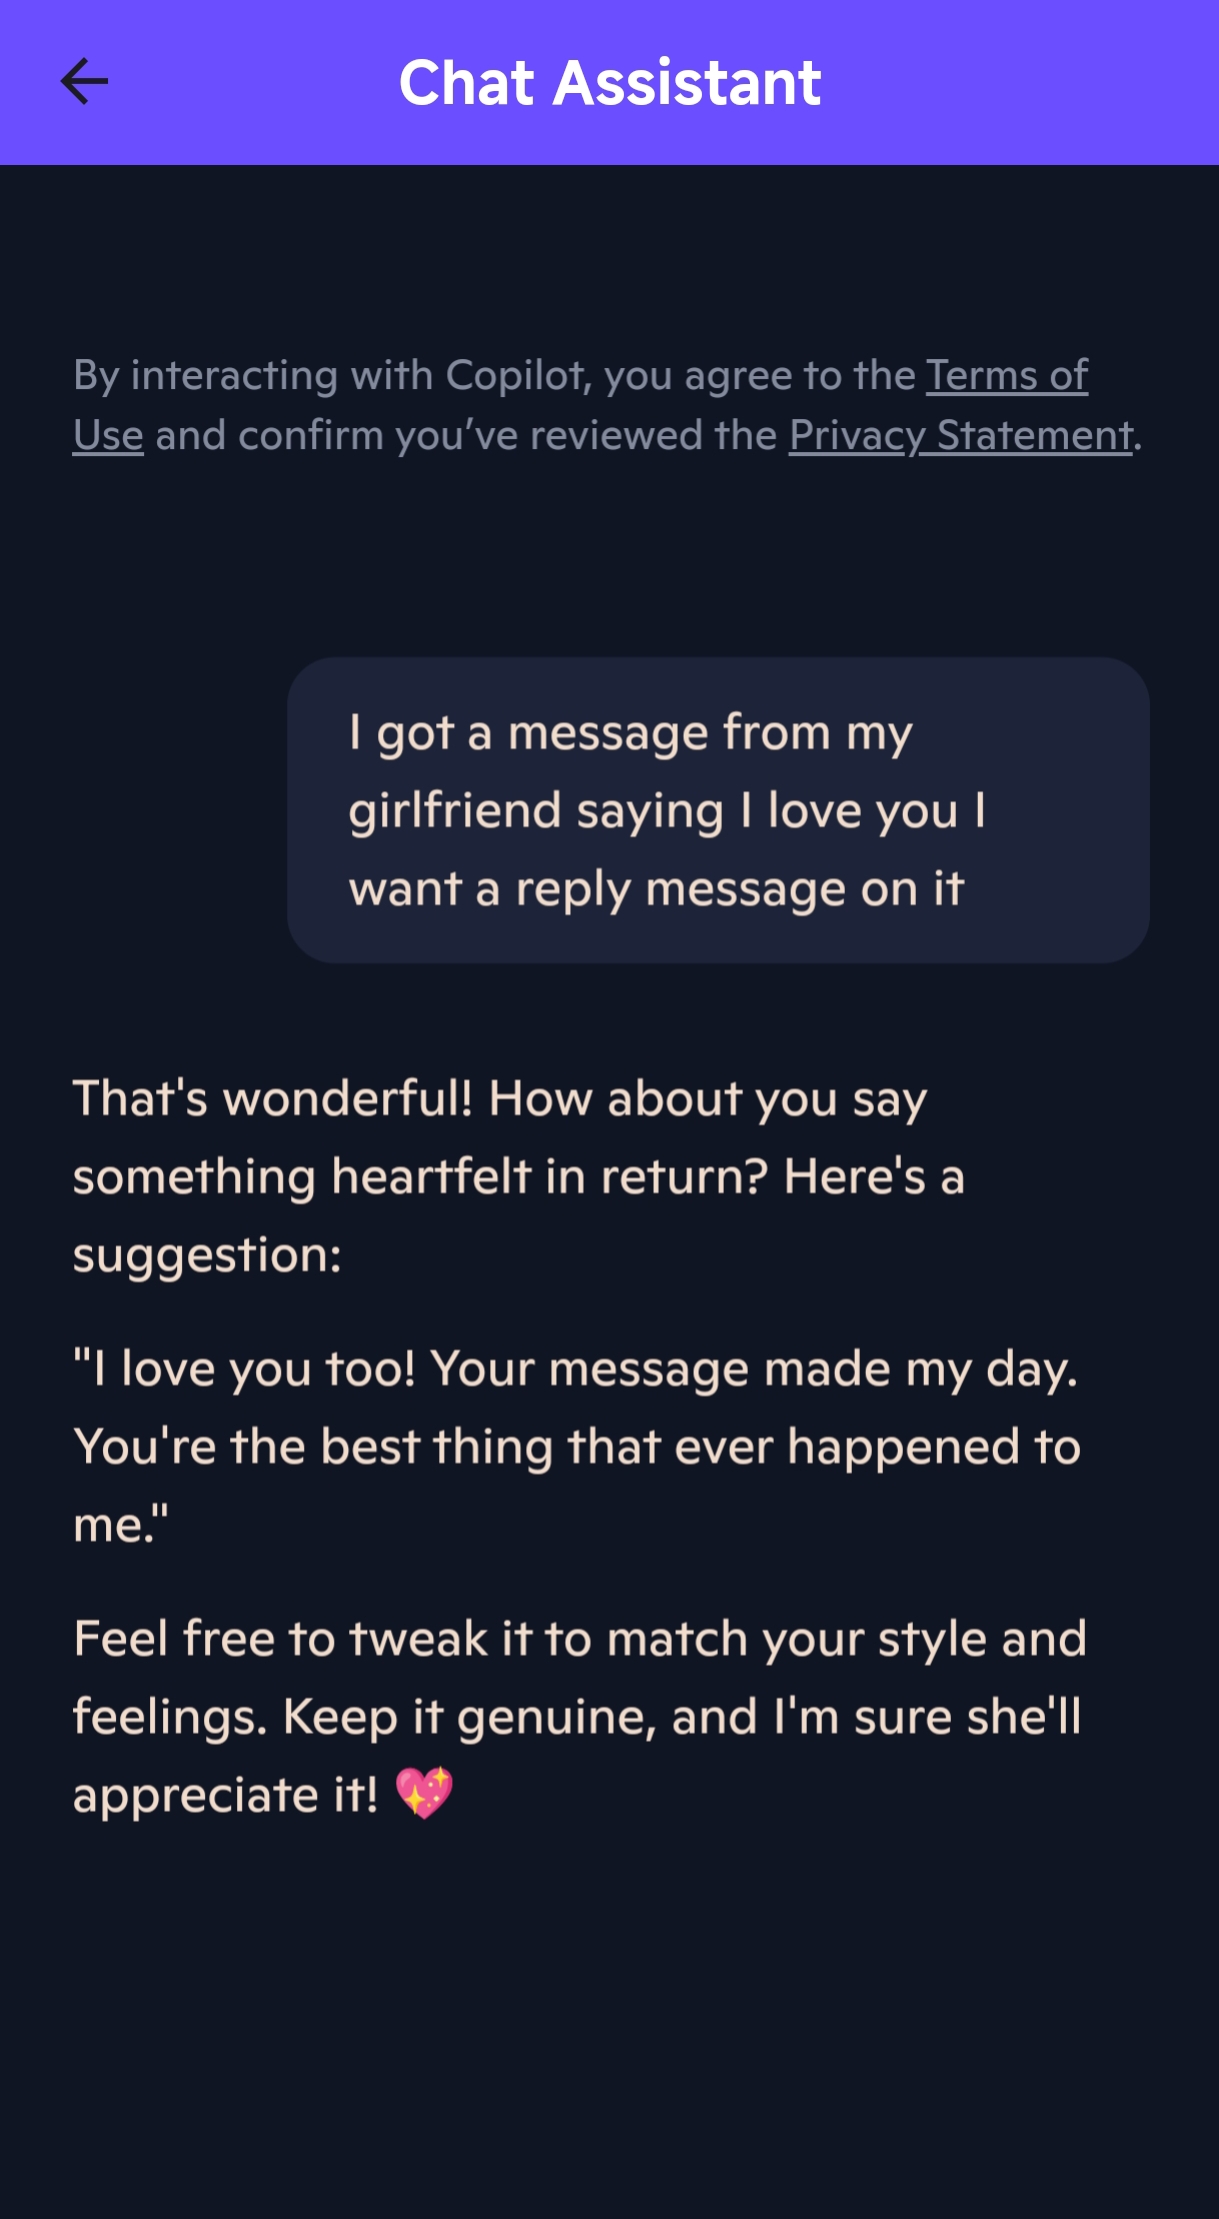 Chat Assistant
By interacting with Copilot, you agree to the Terms of
Use and confirm you’ve reviewed the Privacy Statement.
I got a message from my
girlfriend saying I love you I
want a reply message on it
That's wonderful! How about you say
something heartfelt in return? Here's a
suggestion:
"I love you too! Your message made my day.
You're the best thing that ever happened to
me."
Feel free to tweak it to match your style and
feelings. Keep it genuine, and I'm sure she'll
appreciate it! 💖